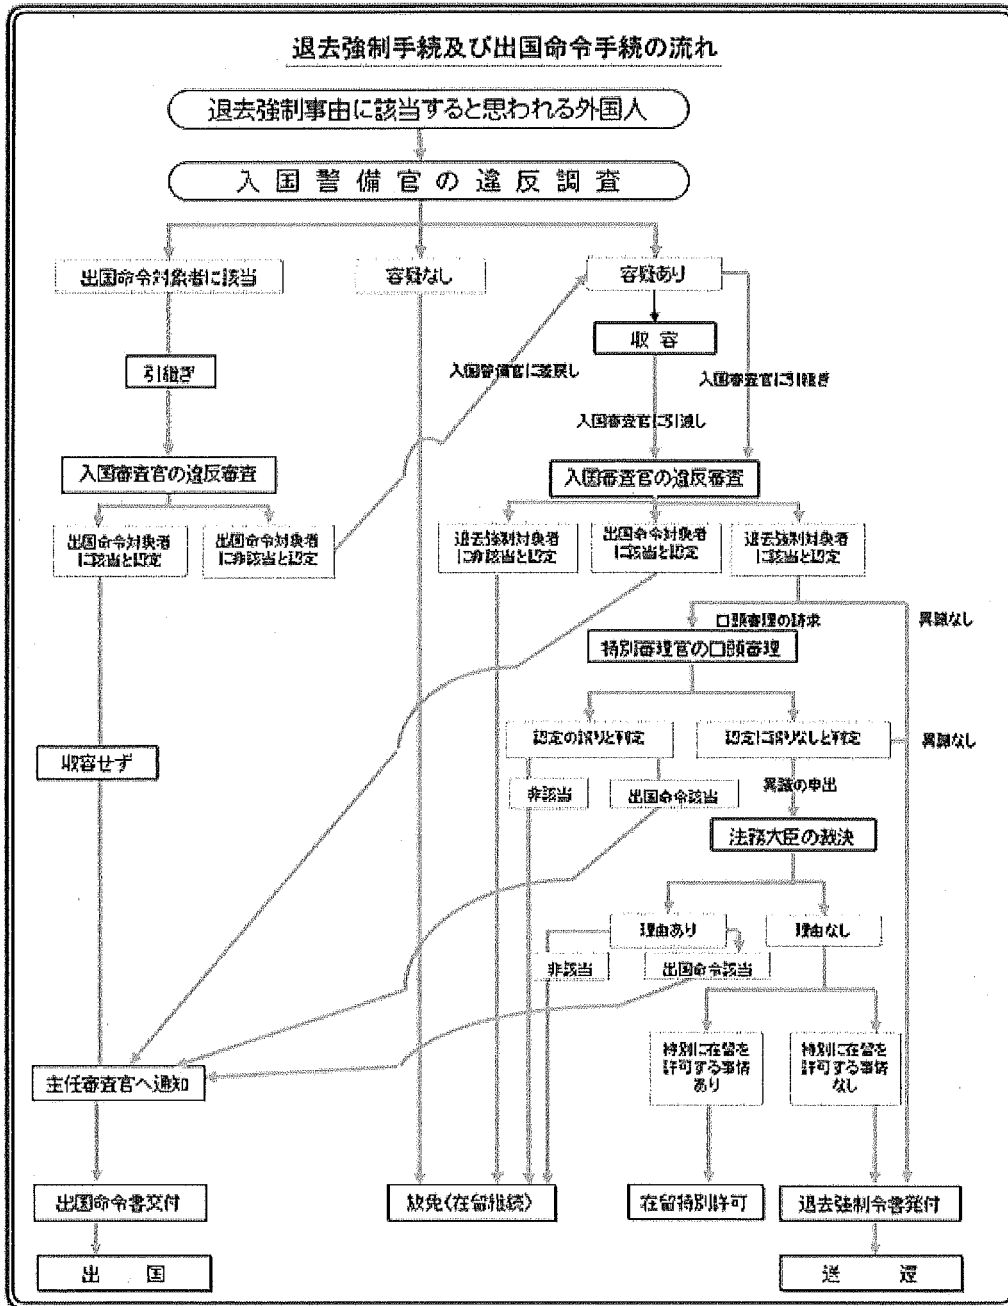 退去強制手続及び出国命令手続の流れ
退去強制事由に該当すると思われる外国人
入国警備官の違反調査
出国命令対象者に該当
容疑なし
容疑あり
収容
引継ぎ
入国警備官に差戻し
入国審査官に引継ぎ
入国審査官に引渡し
入国審査官の違反審査
入国審査官の違反審査
出国命令対象者
に該当と認定
出国命令対象者
に非該当と認定
退去強制対象者
に非該当と認定
出国命令対象者
に該当と認定
退去強制対象者
に該当と認定
口頭審理の請求
異議なし
特別審理官の口頭審理
認定の誤りと判定
認定に誤りなしと判定
異議なし
収容せず
非該当
出国命令該当
異議の申出
法務大臣の裁決
理由あり
理由なし
非該当
出国命令該当
特別に在留を
許可する事情
あり
特別に在留を
許可する事情
なし
主任審査官へ通知
出国命令書交付
放免〈在留継続〉
在留特別許可
退去強制令書発付
出国
送還